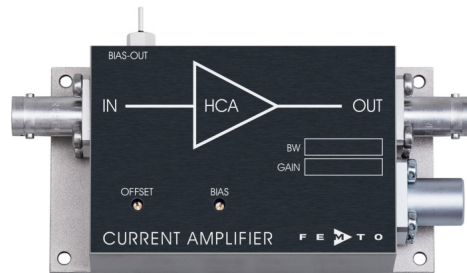 BIAS-OUT
IN HCA OUT
BW
GAIN
OFFSET BIAS
CURRENT AMPLIFIER FEMTO